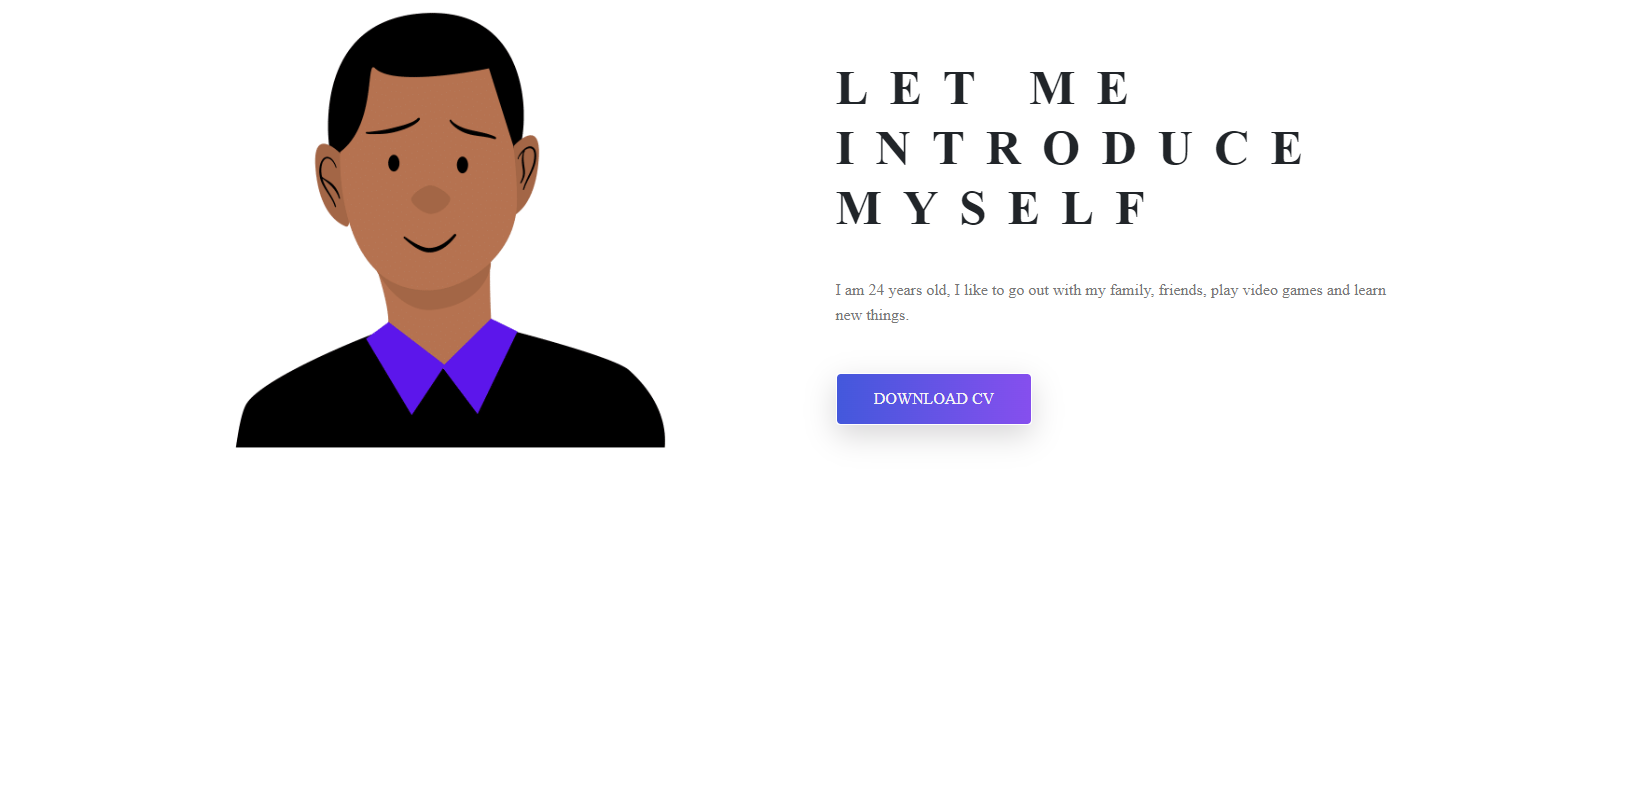 LET ME
INTRODUCE
MYSELF
I am 24 years old, I like to go out with my family, friends, play video games and learn
new things.
DOWNLOAD CV